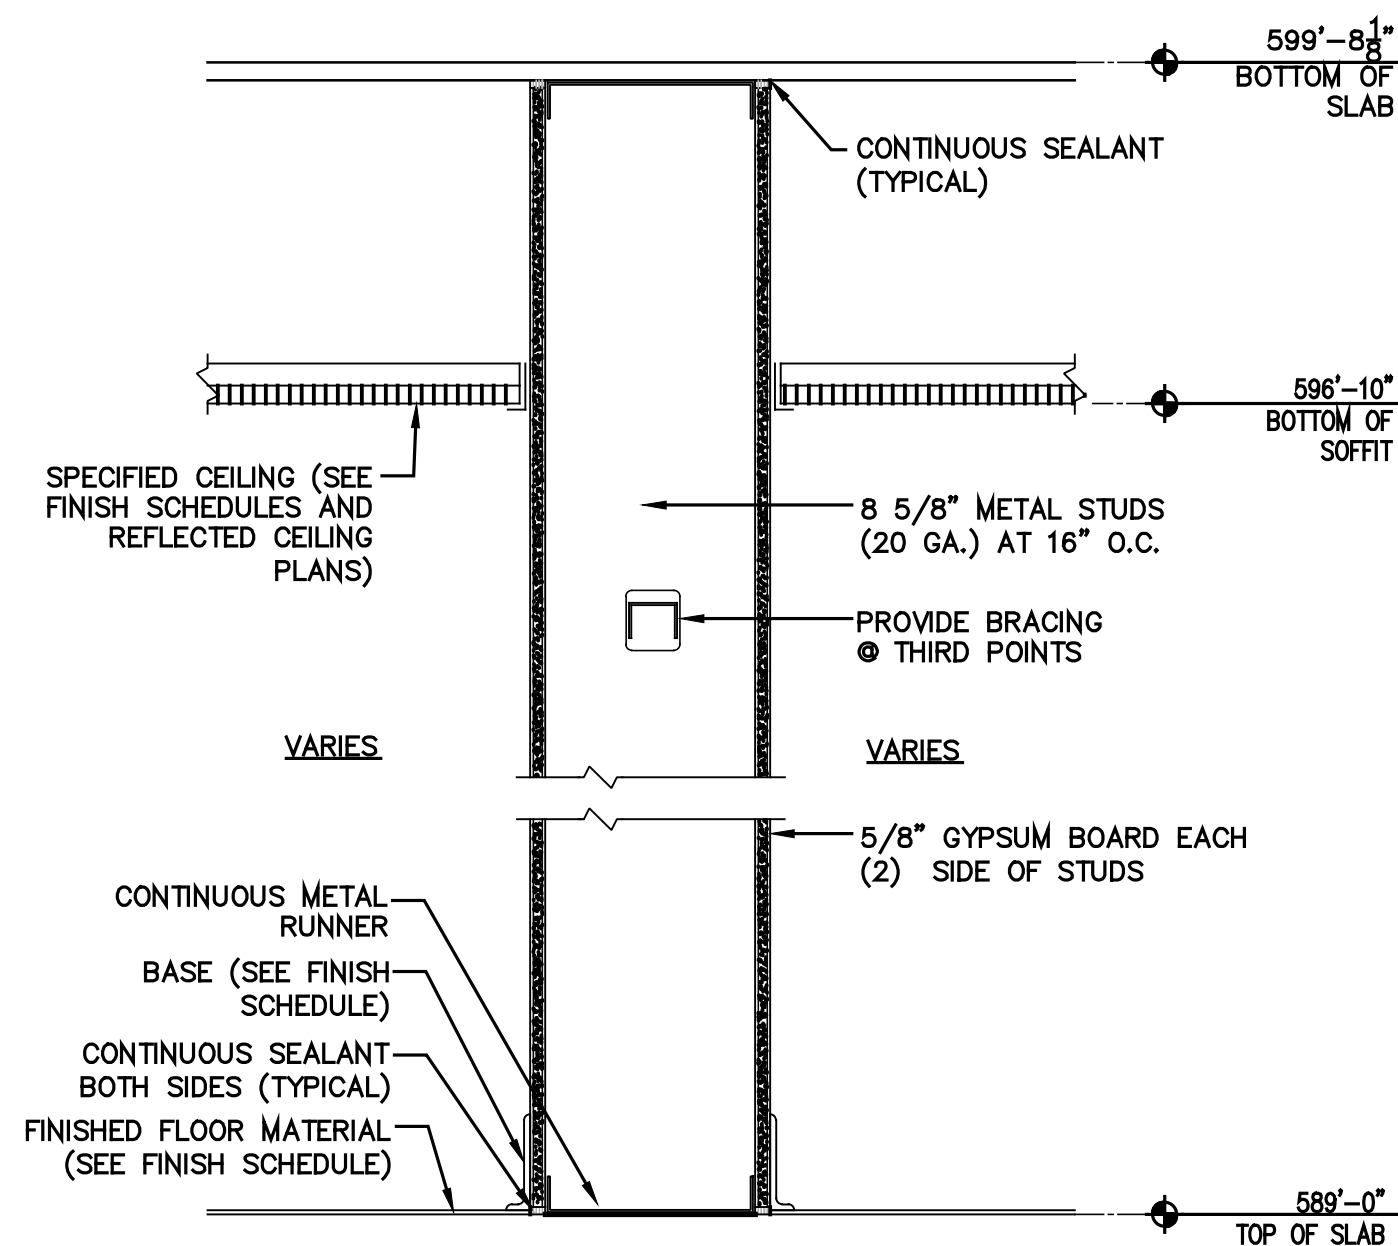 599'-8 1/8"
BOTTOM OF
SLAB
CONTINUOUS SEALANT
(TYPICAL)
596'-10"
BOTTOM OF
SOFFIT
SPECIFIED CEILING (SEE
FINISH SCHEDULES AND
REFLECTED CEILING
PLANS)
8 5/8" METAL STUDS
(20 GA.) AT 16" O.C.
PROVIDE BRACING
@ THIRD POINTS
VARIES
VARIES
5/8" GYPSUM BOARD EACH
(2) SIDE OF STUDS
CONTINUOUS METAL
RUNNER
BASE (SEE FINISH
SCHEDULE)
CONTINUOUS SEALANT
BOTH SIDES (TYPICAL)
FINISHED FLOOR MATERIAL
(SEE FINISH SCHEDULE)
589'-0"
TOP OF SLAB